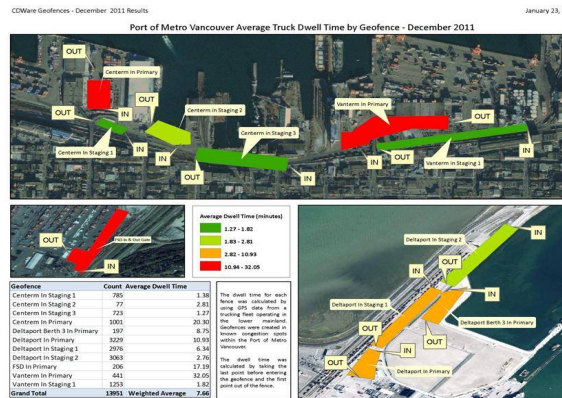 CDWare Geofences - December  2011 Results
January 23,
Port of Metro Vancouver Average Truck Dwell Time by Geofence - December 2011
OUT
Centerm In Primary
OUT
IN
OUT
Centerm In Staging 2
Centerm In Staging 1
IN
Centerm In Staging 3
OUT
IN
Vanterm In Primary
OUT
IN
IN
OUT
Vanterm In Staging 1
OUT
FSD In & Out Gate
IN
Average Dwell Time (minutes)
1.27 - 1.82
1.83 - 2.81
2.82 - 10.93
10.94 - 32.05
Deltaport In Staging 2
IN
OUT
Deltaport In Staging 1
IN
Deltaport Berth 3 In Primary
OUT
OUT
IN
Deltaport In Primary
Geofence Count Average Dwell Time
Centerm In Staging 1 785 1.38
Centerm In Staging 2 77 2.81
Centerm In Staging 3 723 1.27
Centrem In Primary 1001 20.30
Deltaport Berth 3 In Primary 197 8.75
Deltaport In Primary 3229 10.93
Deltaport In Staging 1 2976 6.34
Deltaport In Staging 2 3063 2.76
FSD In Primary 206 17.19
Vanterm In Primary 441 32.05
Vanterm In Staging 1 1253 1.82
Grand Total 13951 Weighted Average 7.66
The dwell time for each
fence was calculated by
using GPS data from a
trucking fleet operating in
the lower mainland.
Geofences were created in
known congestion spots
within the Port of Metro
Vancouver.
The dwell time was
calculated by taking the
last point before entering
the geofence and the first
point out of the fence.